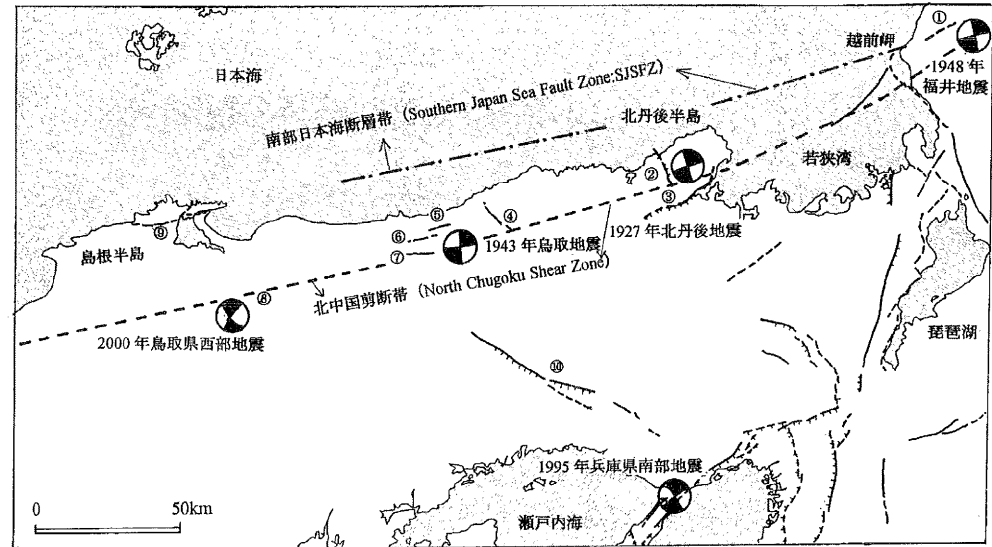 ①
越前岬
日本海
1948年
福井地震
南部日本海断層帯 (Southern Japan Sea Fault Zone:SJSFZ)
北丹後半島
若狭湾
②
③
④
⑤
⑥
⑦
⑨
島根半島
1943年鳥取地震
1927年北丹後地震
北中国剪断帯 (North Chugoku Shear Zone)
⑧
2000年鳥取県西部地震
琵琶湖
⑩
1995年兵庫県南部地震
0
50km
瀬戸内海